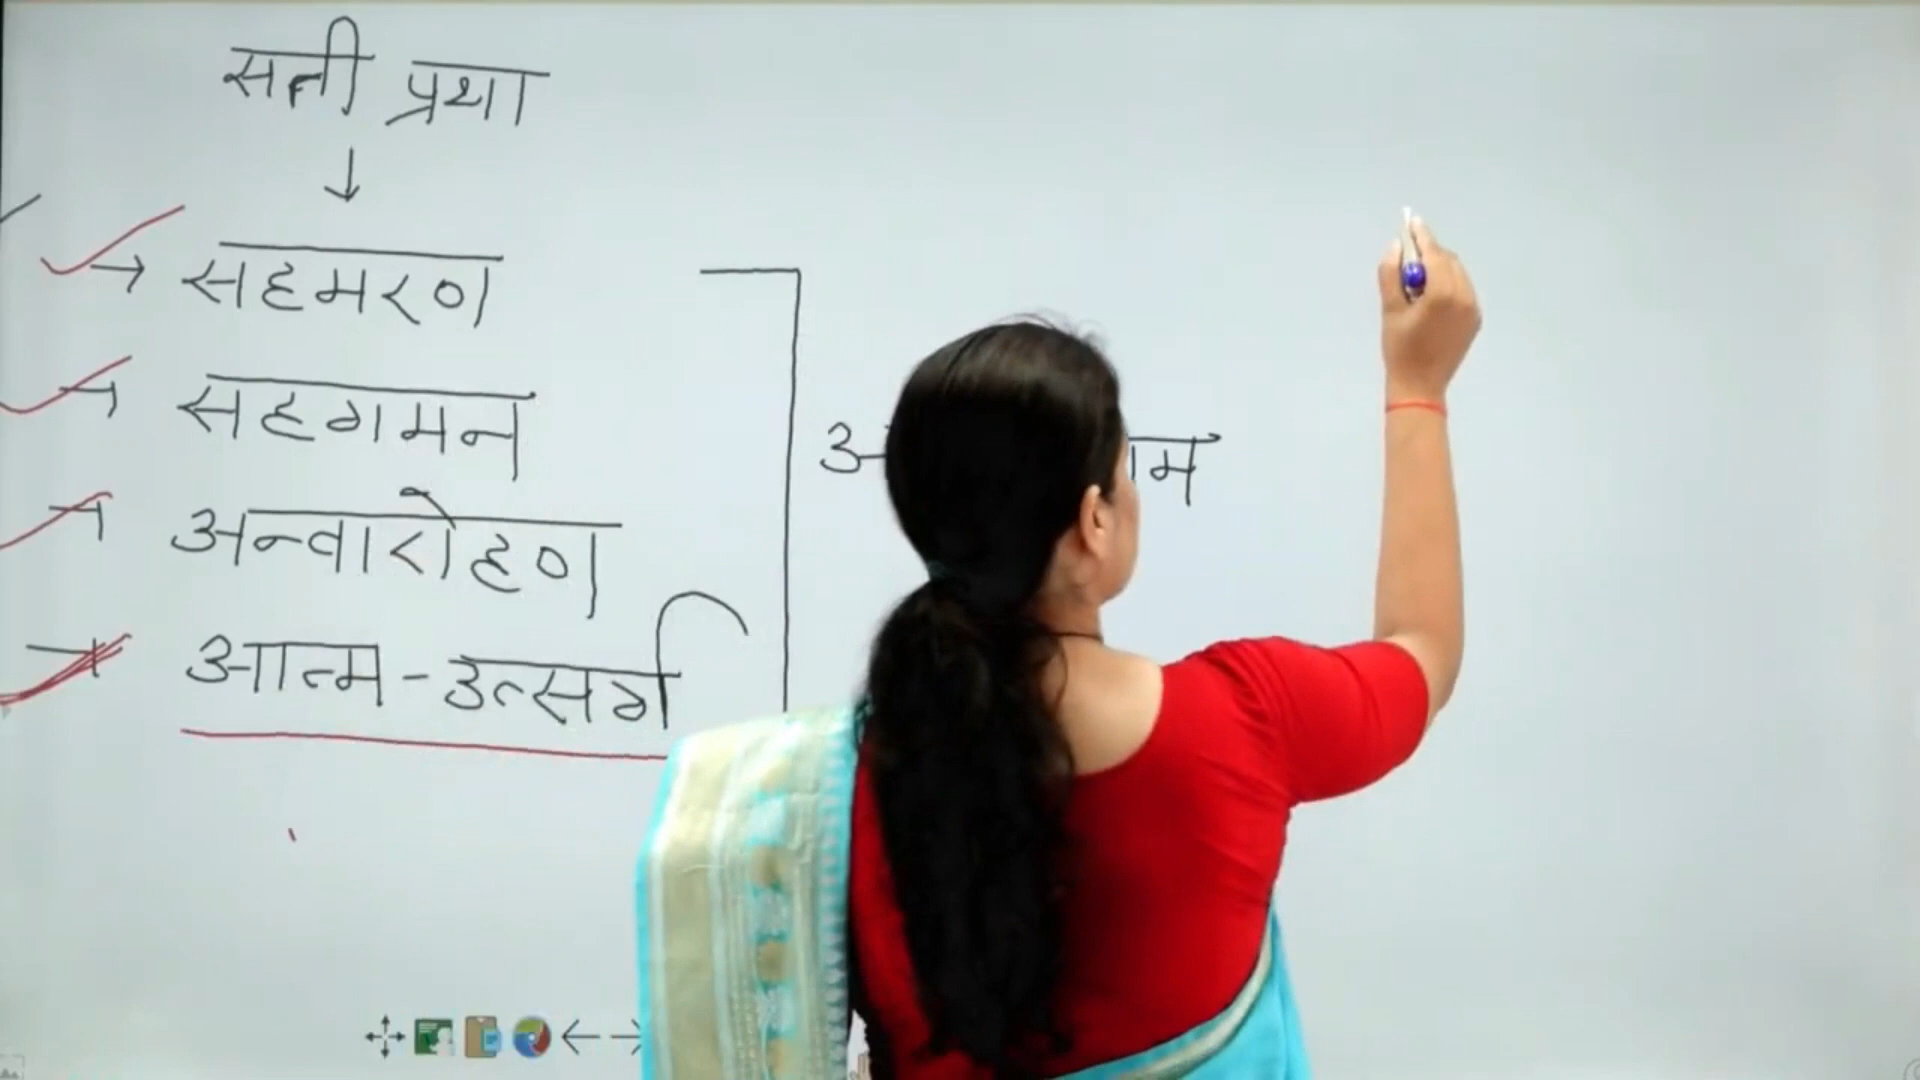 सती प्रथा
सहमरण
सहगमन
अन्वारोहण
आत्म-उत्सर्ग